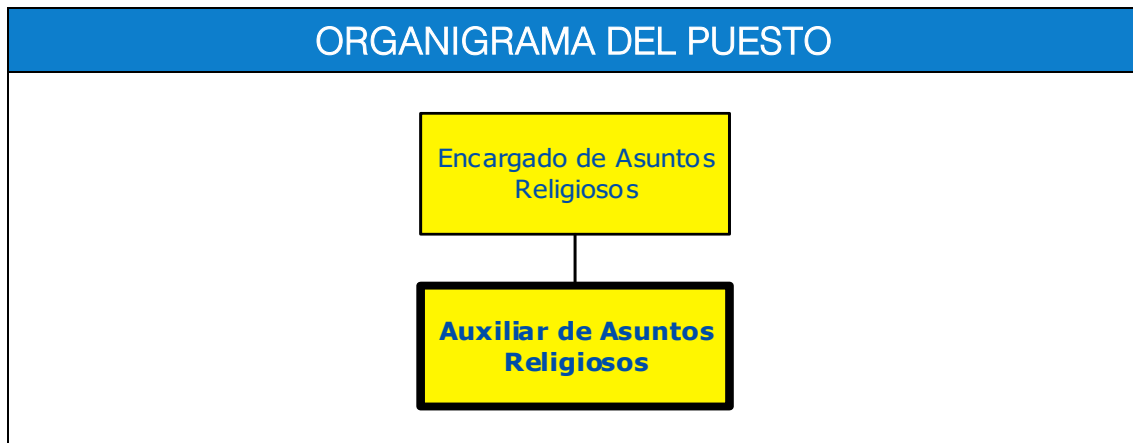 ORGANIGRAMA DEL PUESTO
Encargado de Asuntos
Religiosos
Auxiliar de Asuntos
Religiosos